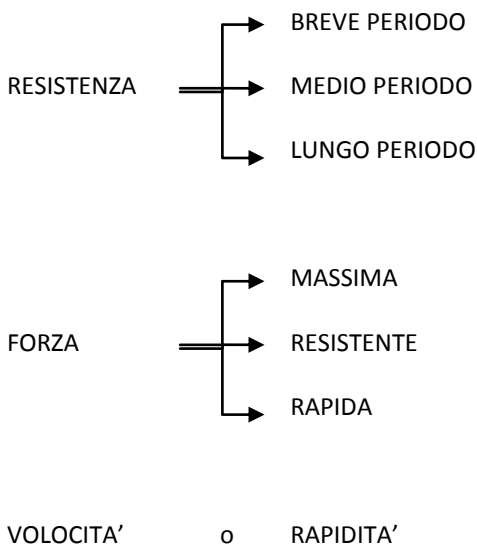 BREVE PERIODO
RESISTENZA MEDIO PERIODO
LUNGO PERIODO
MASSIMA
FORZA RESISTENTE
RAPIDA
VOLOCITA’ o RAPIDITA’